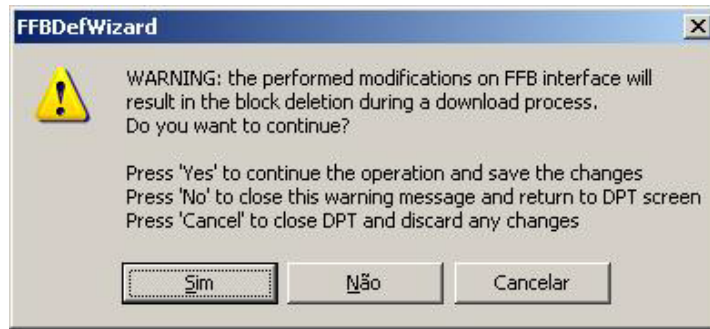 FFBDefWizard
WARNING: the performed modifications on FFB interface will
result in the block deletion during a download process.
Do you want to continue?
Press 'Yes' to continue the operation and save the changes
Press 'No' to close this warning message and return to DPT screen
Press 'Cancel' to close DPT and discard any changes
Sim
Não
Cancelar